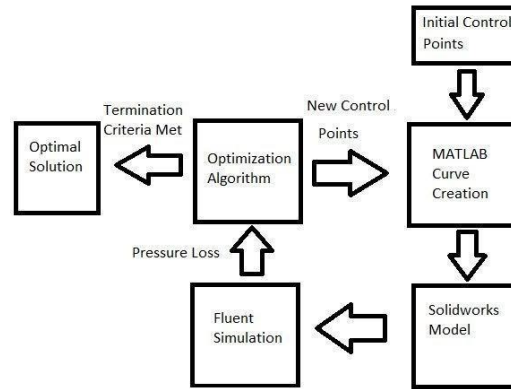 Initial Control
Points
Termination
Criteria Met
New Control
Points
Optimal
Solution
Optimization
Algorithm
MATLAB
Curve
Creation
Pressure Loss
Fluent
Simulation
Solidworks
Model